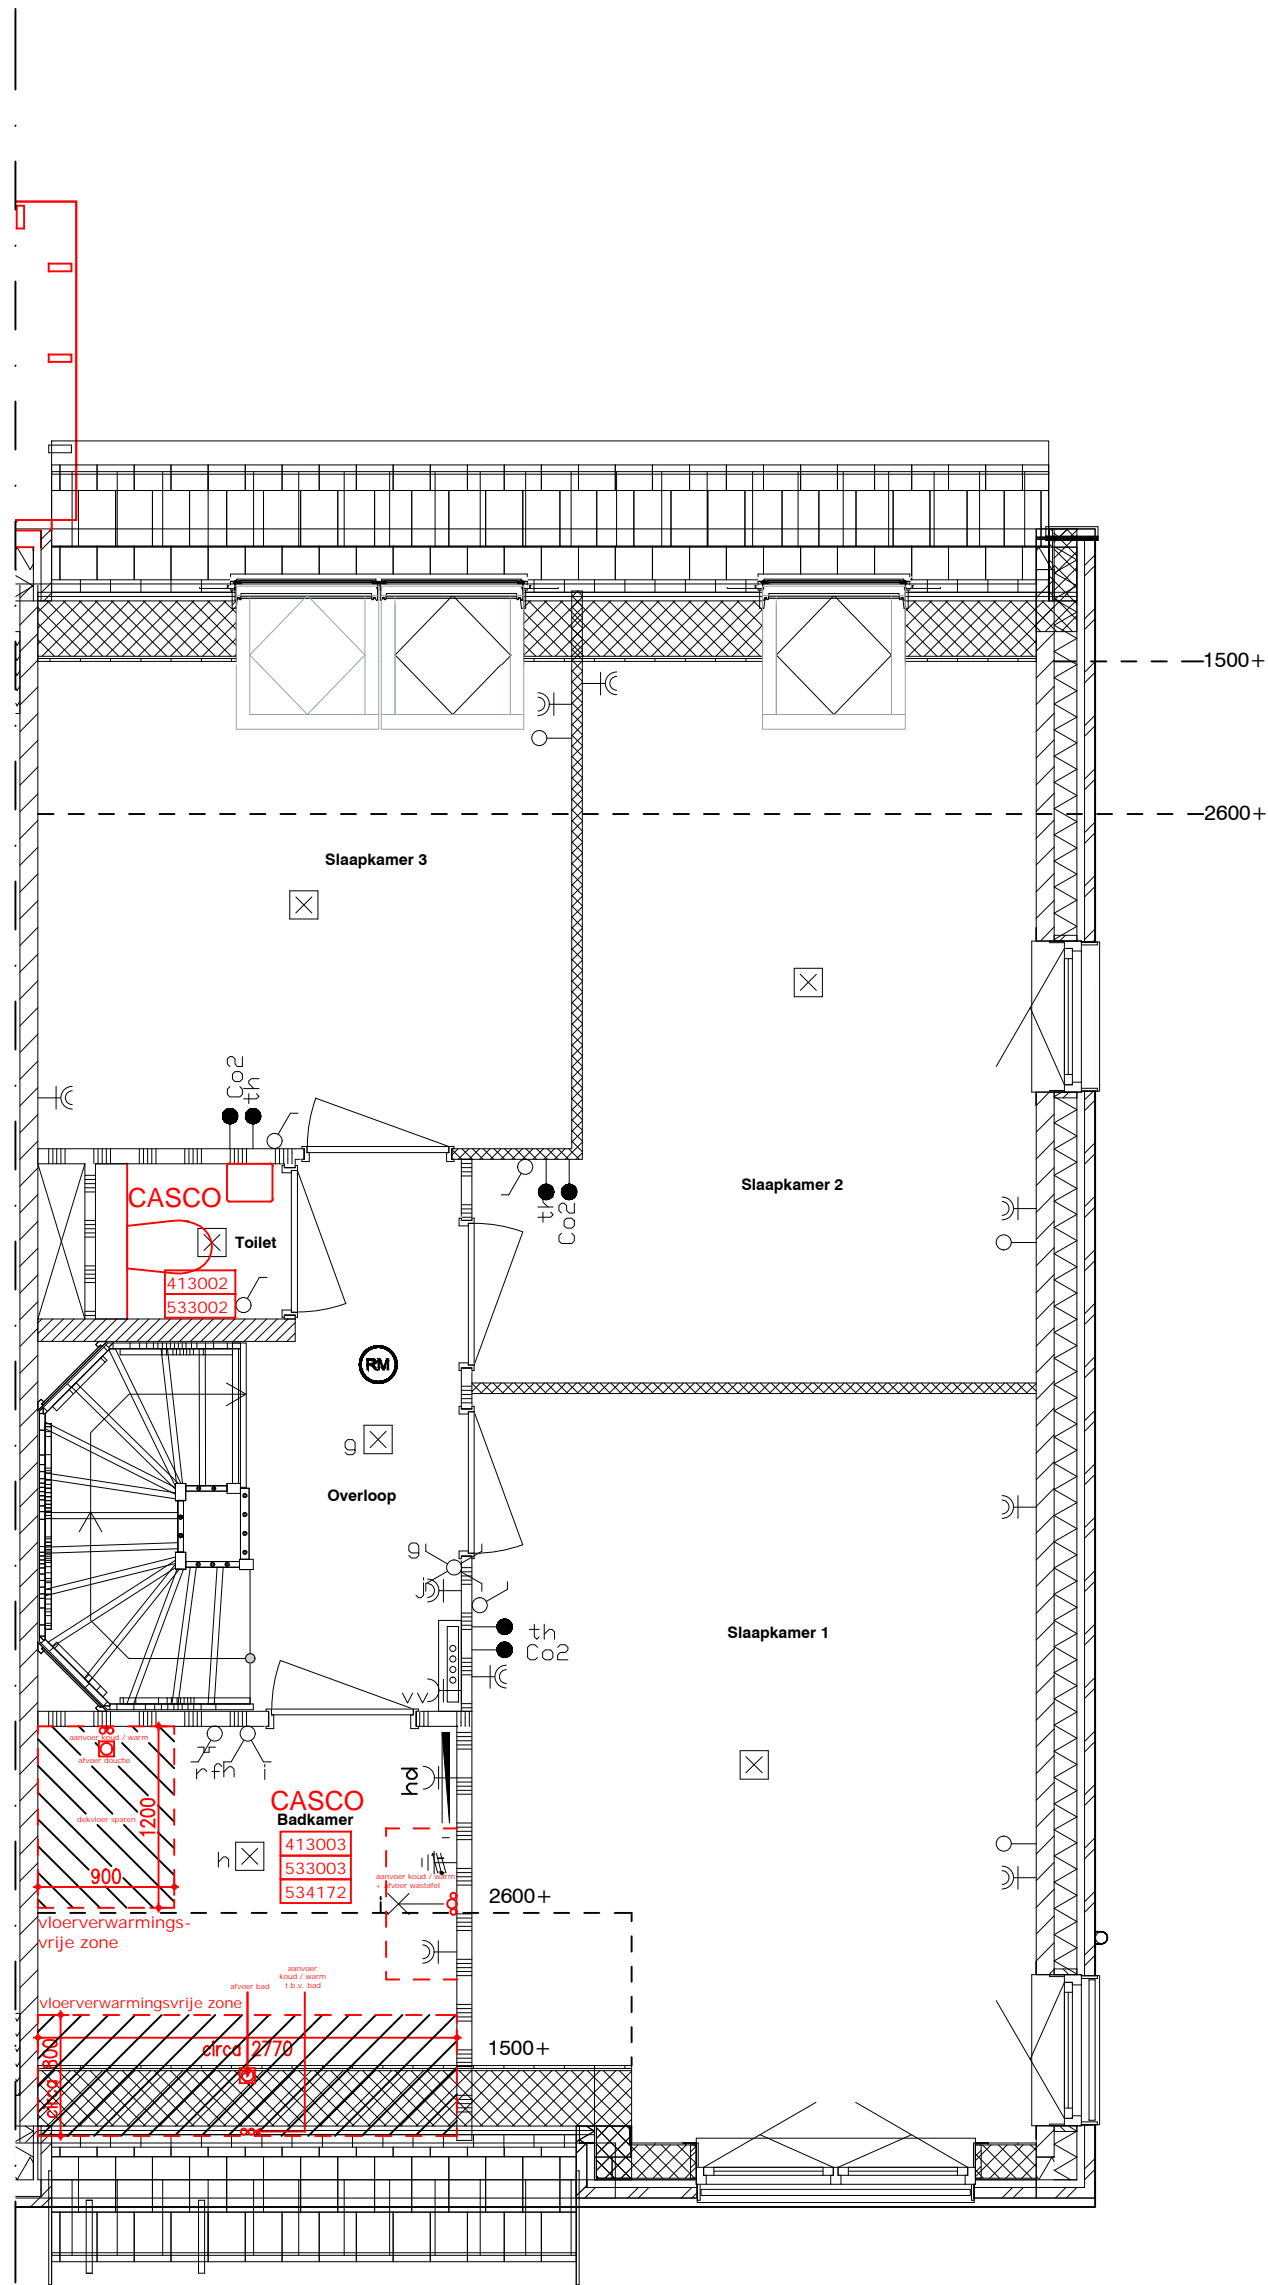 1500+
2600+
Slaapkamer 3
Co2
th
CASCO
Toilet
413002
533002
th
Co2
Slaapkamer 2
RM
g
Overloop
g
j
th
Co2
Slaapkamer 1
vv
aanvoer koud / warm
afvoer douche
dekvloer sparen
1200
900
rfh
i
hd
CASCO
Badkamer
413003
533003
534172
h
aanvoer koud / warm
+ afvoer wastafel
i
2600+
vloerverwarmings-
vrije zone
aanvoer
koud / warm
t.b.v. bad
afvoer bad
vloerverwarmingsvrije zone
circa 2770
circa 800
1500+